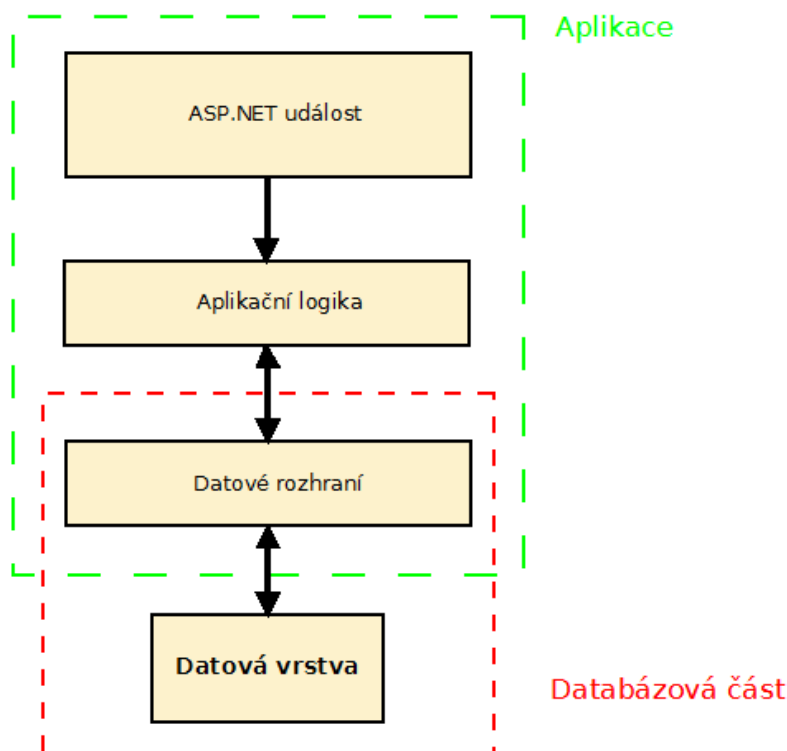 Aplikace
ASP.NET událost
Aplikační logika
Datové rozhraní
Datová vrstva
Databázová část